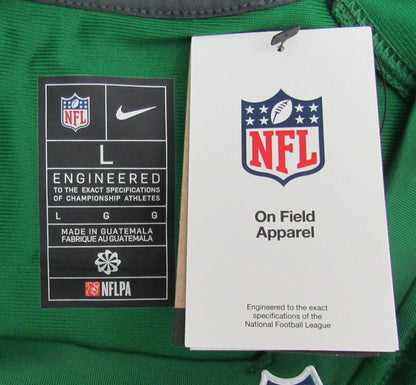 NFL
L
ENGINEERED
TO THE EXACT SPECIFICATIONS
OF CHAMPIONSHIP ATHLETES
L G G
MADE IN GUATEMALA
FABRIQUE AU GUATEMALA
NFLPA
NFL
On Field
Apparel
Engineered to the exact
specifications of the
National Football League